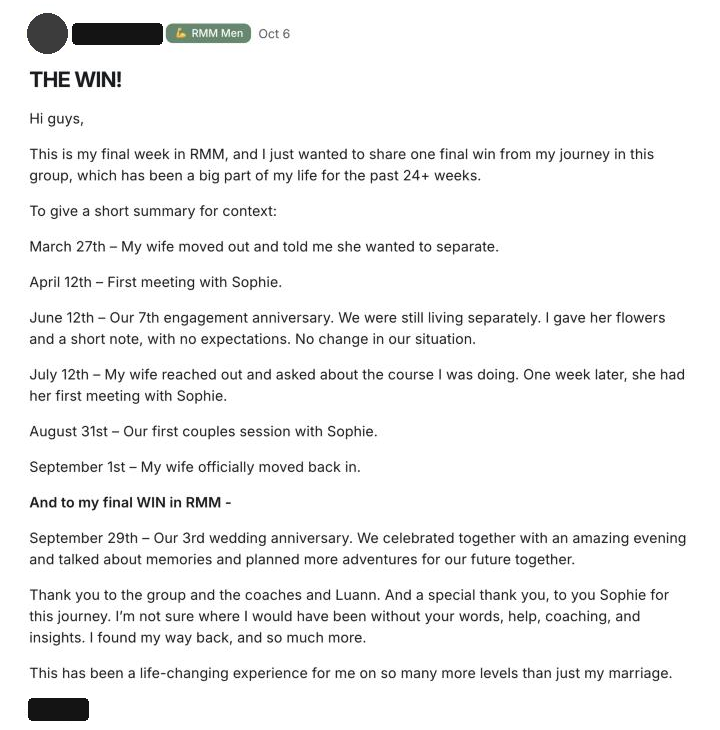 💪 RMM Men Oct 6
THE WIN!
Hi guys,
This is my final week in RMM, and I just wanted to share one final win from my journey in this
group, which has been a big part of my life for the past 24+ weeks.
To give a short summary for context:
March 27th – My wife moved out and told me she wanted to separate.
April 12th – First meeting with Sophie.
June 12th – Our 7th engagement anniversary. We were still living separately. I gave her flowers
and a short note, with no expectations. No change in our situation.
July 12th – My wife reached out and asked about the course I was doing. One week later, she had
her first meeting with Sophie.
August 31st – Our first couples session with Sophie.
September 1st – My wife officially moved back in.
And to my final WIN in RMM -
September 29th – Our 3rd wedding anniversary. We celebrated together with an amazing evening
and talked about memories and planned more adventures for our future together.
Thank you to the group and the coaches and Luann. And a special thank you, to you Sophie for
this journey. I’m not sure where I would have been without your words, help, coaching, and
insights. I found my way back, and so much more.
This has been a life-changing experience for me on so many more levels than just my marriage.